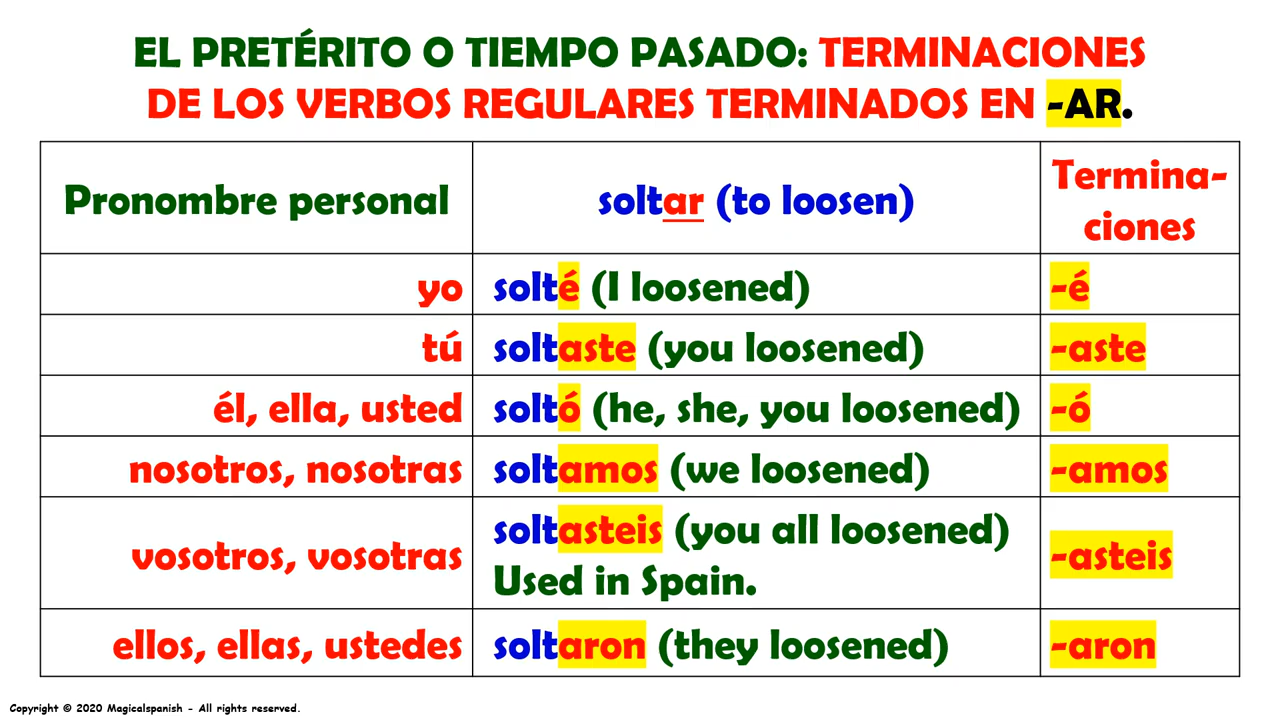 EL PRETÉRITO O TIEMPO PASADO: TERMINACIONES
DE LOS VERBOS REGULARES TERMINADOS EN -AR.
Pronombre personal
soltar (to loosen)
Termina-
ciones
yo
solté (I loosened)
-é
tú
soltaste (you loosened)
-aste
él, ella, usted
soltó (he, she, you loosened)
-ó
nosotros, nosotras
soltamos (we loosened)
-amos
vosotros, vosotras
soltasteis (you all loosened)
Used in Spain.
-asteis
ellos, ellas, ustedes
soltaron (they loosened)
-aron
Copyright © 2020 Magicalspanish - All rights reserved.